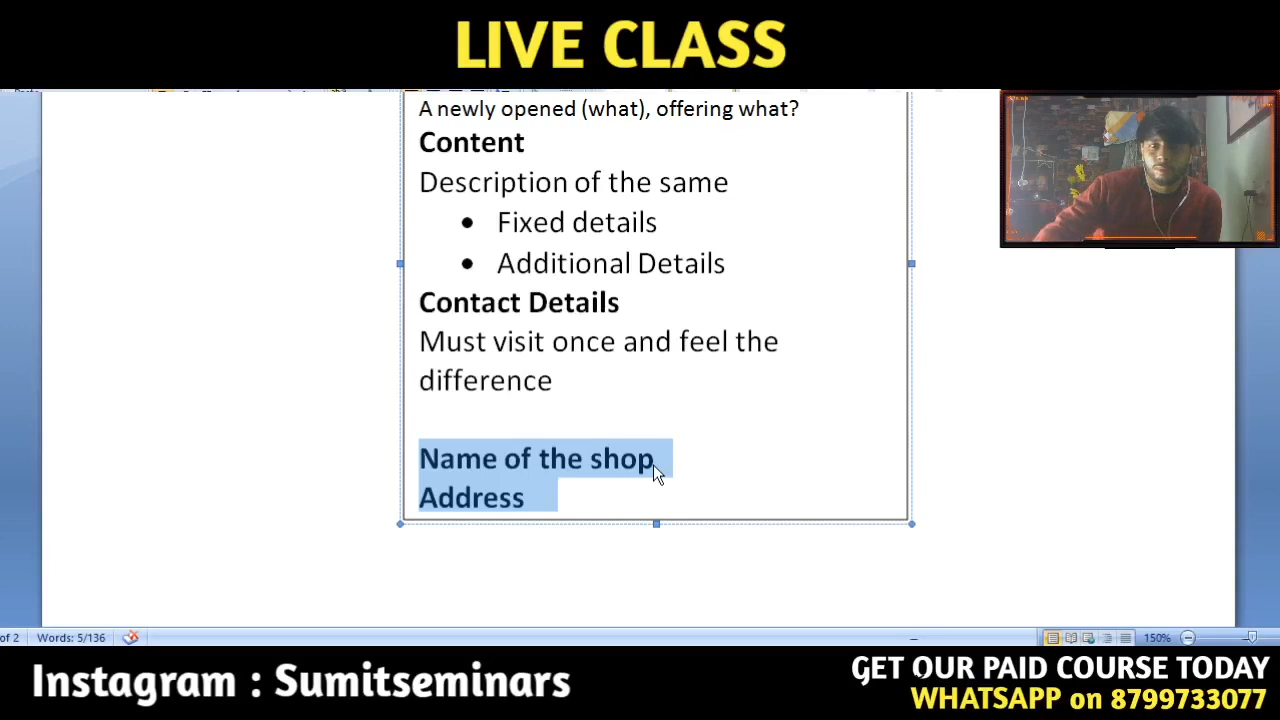 LIVE CLASS
A newly opened (what), offering what?
Content
Description of the same
• Fixed details
• Additional Details
Contact Details
Must visit once and feel the
difference
Name of the shop
Address
of 2 Words: 5/136 150%
Instagram : Sumitseminars
GET OUR PAID COURSE TODAY
WHATSAPP on 8799733077